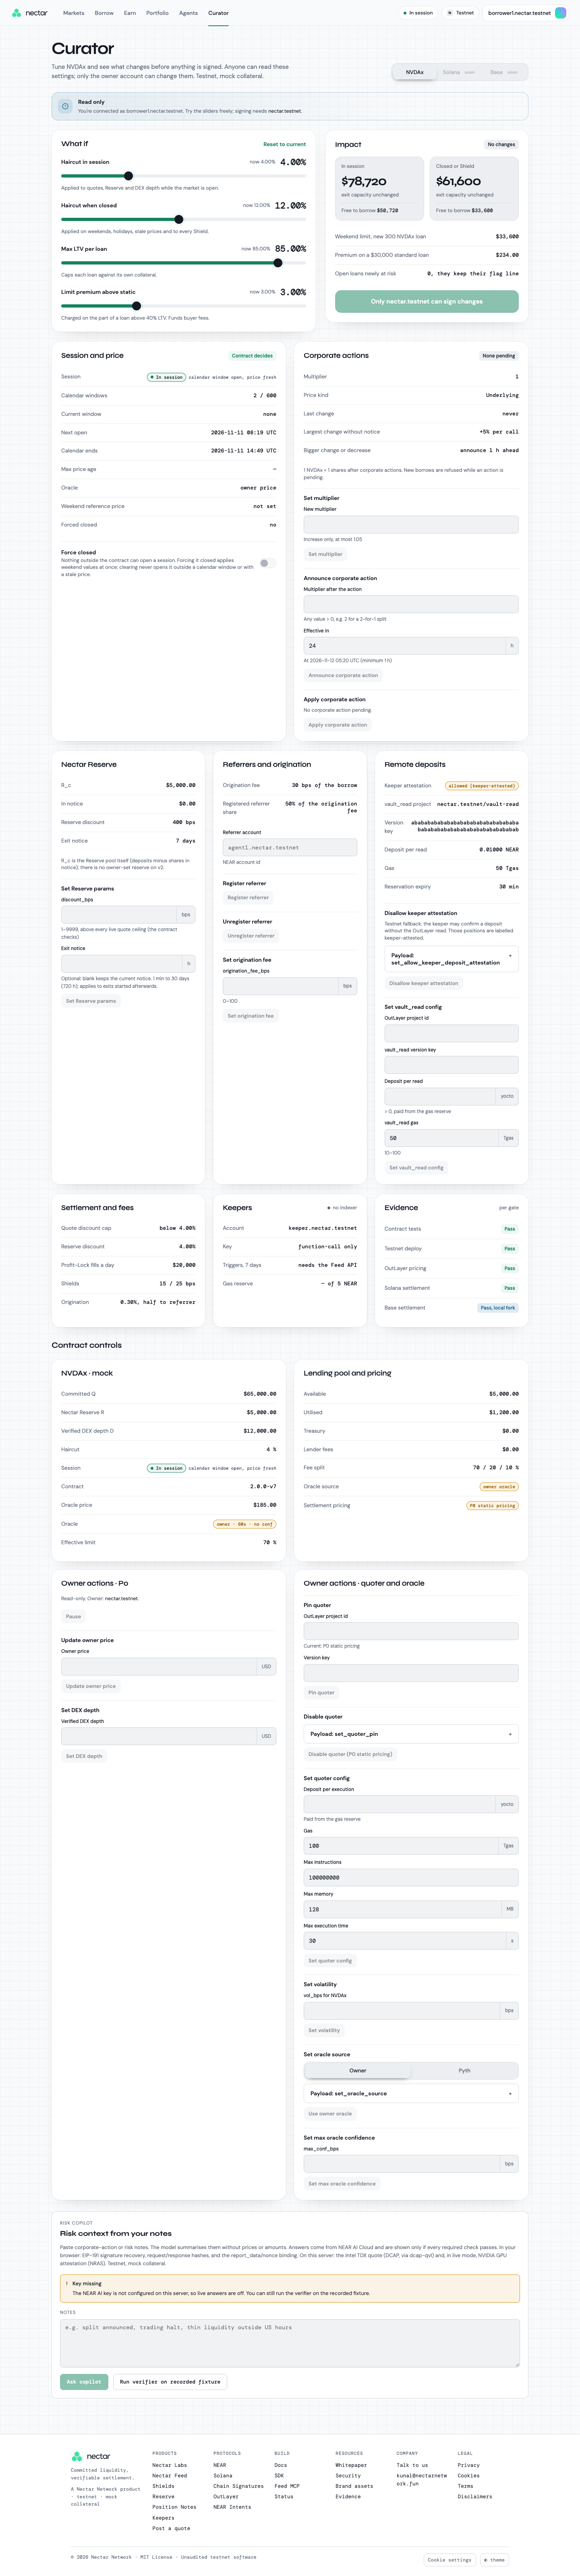 nectar Markets Borrow Earn Portfolio Agents Curator In session Testnet borrower1.nectar.testnet
Curator
Tune NVDAx and see what changes before anything is signed. Anyone can read these
settings; only the owner account can change them. Testnet, mock collateral.
NVDAx Solana soon Base soon
Read only
You're connected as borrower1.nectar.testnet. Try the sliders freely; signing needs nectar.testnet.
What if Reset to current
Haircut in session now 4.00% 4.00%
Applied to quotes, Reserve and DEX depth while the market is open.
Haircut when closed now 12.00% 12.00%
Applied on weekends, holidays, stale prices and to every Shield.
Max LTV per loan now 85.00% 85.00%
Caps each loan against its own collateral.
Limit premium above static now 3.00% 3.00%
Charged on the part of a loan above 40% LTV. Funds buyer fees.
Impact No changes
In session
$78,720
exit capacity unchanged
Free to borrow $50,720
Closed or Shield
$61,600
exit capacity unchanged
Free to borrow $33,600
Weekend limit, new 300 NVDAx loan $33,600
Premium on a $30,000 standard loan $234.00
Open loans newly at risk 0, they keep their flag line
Only nectar.testnet can sign changes
Session and price Contract decides
Session In session calendar window open, price fresh
Calendar windows 2 / 600
Current window none
Next open 2026-11-11 08:19 UTC
Calendar ends 2026-11-11 14:49 UTC
Max price age —
Oracle owner price
Weekend reference price not set
Forced closed no
Force closed
Nothing outside the contract can open a session. Forcing it closed applies
weekend values at once; clearing never opens it outside a calendar window or with
a stale price.
Corporate actions None pending
Multiplier 1
Price kind Underlying
Last change never
Largest change without notice +5% per call
Bigger change or decrease announce 1 h ahead
1 NVDAx = 1 shares after corporate actions. New borrows are refused while an action is
pending.
Set multiplier
New multiplier
Increase only, at most 1.05
Set multiplier
Announce corporate action
Multiplier after the action
Any value > 0, e.g. 2 for a 2-for-1 split
Effective in
24 h
At 2026-11-12 05:20 UTC (minimum 1 h)
Announce corporate action
Apply corporate action
No corporate action pending.
Apply corporate action
Nectar Reserve
R_c $5,000.00
In notice $0.00
Reserve discount 400 bps
Exit notice 7 days
R_c is the Reserve pool itself (deposits minus shares in
notice); there is no owner-set reserve on v2.
Set Reserve params
discount_bps
bps
1–9999, above every live quote ceiling (the contract
checks)
Exit notice
h
Optional: blank keeps the current notice. 1 min to 30 days
(720 h); applies to exits started afterwards.
Set Reserve params
Referrers and origination
Origination fee 30 bps of the borrow
Registered referrer share 50% of the origination fee
Referrer account
agent1.nectar.testnet
NEAR account id
Register referrer
Register referrer
Unregister referrer
Unregister referrer
Set origination fee
origination_fee_bps
bps
0–100
Set origination fee
Remote deposits
Keeper attestation allowed (keeper-attested)
vault_read project nectar.testnet/vault-read
Version abababababababababababababababab
key abababababababababababababababab
Deposit per read 0.01000 NEAR
Gas 50 Tgas
Reservation expiry 30 min
Disallow keeper attestation
Testnet fallback: the keeper may confirm a deposit
without the OutLayer read. Those positions are labelled
keeper-attested.
Payload: +
set_allow_keeper_deposit_attestation
Disallow keeper attestation
Set vault_read config
OutLayer project id
vault_read version key
Deposit per read
yocto
> 0, paid from the gas reserve
vault_read gas
50 Tgas
10–100
Set vault_read config
Settlement and fees
Quote discount cap below 4.00%
Reserve discount 4.00%
Profit-Lock fills a day $20,000
Shields 15 / 25 bps
Origination 0.30%, half to referrer
Keepers no indexer
Account keeper.nectar.testnet
Key function-call only
Triggers, 7 days needs the Feed API
Gas reserve — of 5 NEAR
Evidence per gate
Contract tests Pass
Testnet deploy Pass
OutLayer pricing Pass
Solana settlement Pass
Base settlement Pass, local fork
Contract controls
NVDAx · mock
Committed Q $65,000.00
Nectar Reserve R $5,000.00
Verified DEX depth D $12,000.00
Haircut 4 %
Session In session calendar window open, price fresh
Contract 2.0.0-v7
Oracle price $185.00
Oracle owner · 60s · no conf
Effective limit 70 %
Lending pool and pricing
Available $5,000.00
Utilised $1,200.00
Treasury $0.00
Lender fees $0.00
Fee split 70 / 20 / 10 %
Oracle source owner oracle
Settlement pricing P0 static pricing
Owner actions · P0
Read-only. Owner: nectar.testnet.
Pause
Update owner price
Owner price
USD
Update owner price
Set DEX depth
Verified DEX depth
USD
Set DEX depth
Owner actions · quoter and oracle
Pin quoter
OutLayer project id
Current: P0 static pricing
Version key
Pin quoter
Disable quoter
Payload: set_quoter_pin +
Disable quoter (P0 static pricing)
Set quoter config
Deposit per execution
yocto
Paid from the gas reserve
Gas
100 Tgas
Max instructions
100000000
Max memory
128 MB
Max execution time
30 s
Set quoter config
Set volatility
vol_bps for NVDAx
bps
Set volatility
Set oracle source
Owner Pyth
Payload: set_oracle_source +
Use owner oracle
Set max oracle confidence
max_conf_bps
bps
Set max oracle confidence
RISK COPILOT
Risk context from your notes
Paste corporate-action or risk notes. The model summarises them without prices or amounts. Answers come from NEAR AI Cloud and are shown only if every required check passes. In your
browser: EIP-191 signature recovery, request/response hashes, and the report_data/nonce binding. On this server: the Intel TDX quote (DCAP, via dcap-qvl) and, in live mode, NVIDIA GPU
attestation (NRAS). Testnet, mock collateral.
! Key missing
The NEAR AI key is not configured on this server, so live answers are off. You can still run the verifier on the recorded fixture.
NOTES
e.g. split announced, trading halt, thin liquidity outside US hours
Ask copilot Run verifier on recorded fixture
nectar
Committed liquidity,
verifiable settlement.
A Nectar Network product
· testnet · mock
collateral
PRODUCTS
Nectar Labs
Nectar Feed
Shields
Reserve
Position Notes
Keepers
Post a quote
PROTOCOLS
NEAR
Solana
Chain Signatures
OutLayer
NEAR Intents
BUILD
Docs
SDK
Feed MCP
Status
RESOURCES
Whitepaper
Security
Brand assets
Evidence
COMPANY
Talk to us
kunal@nectarnetw
ork.fun
LEGAL
Privacy
Cookies
Terms
Disclaimers
© 2026 Nectar Network · MIT License · Unaudited testnet software
Cookie settings theme